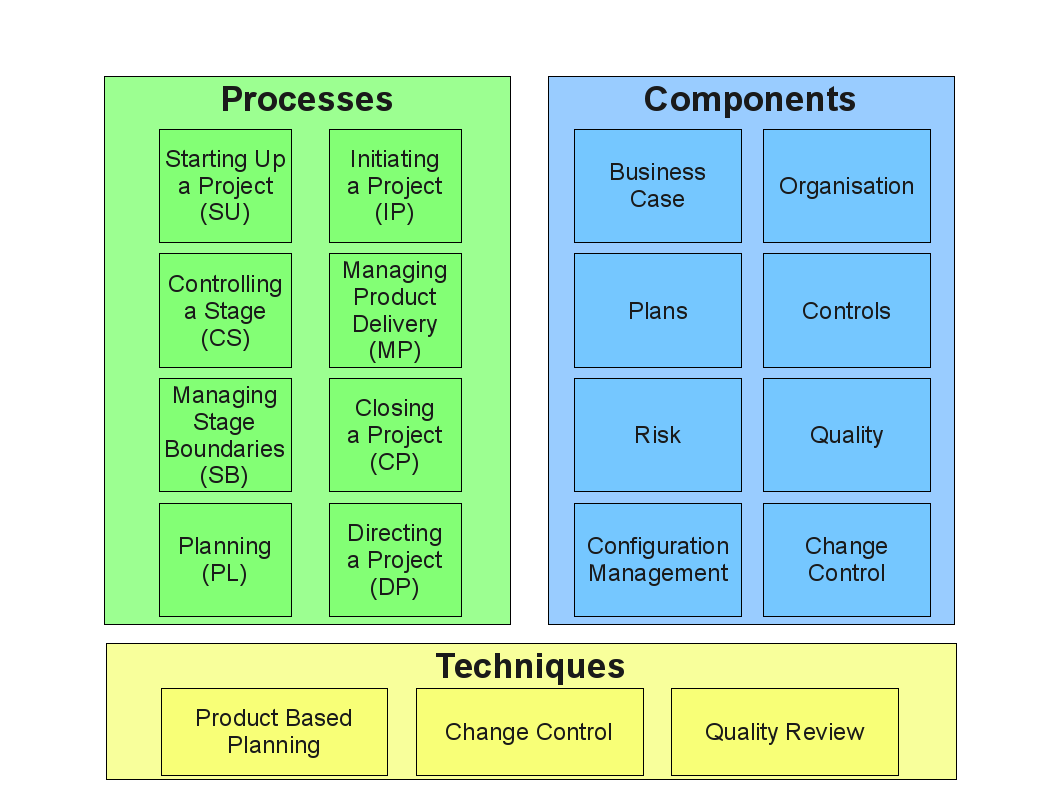 Processes
Starting Up
a Project
(SU)
Initiating
a Project
(IP)
Controlling
a Stage
(CS)
Managing
Product
Delivery
(MP)
Managing
Stage
Boundaries
(SB)
Closing
a Project
(CP)
Planning
(PL)
Directing
a Project
(DP)
Components
Business
Case
Organisation
Plans
Controls
Risk
Quality
Configuration
Management
Change
Control
Techniques
Product Based
Planning
Change Control
Quality Review